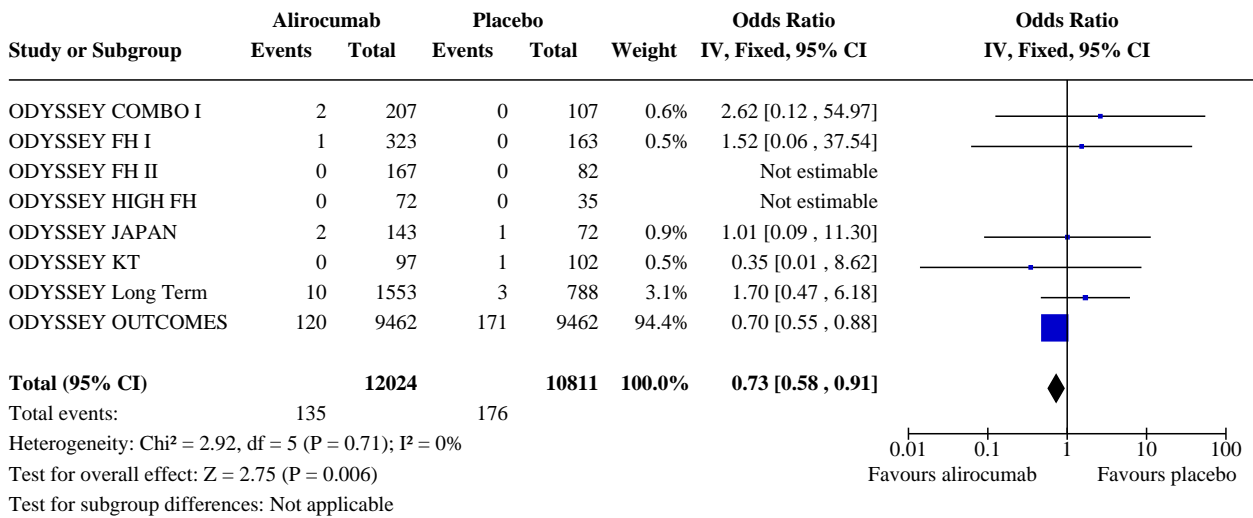 Alirocumab Placebo Odds Ratio Odds Ratio
Study or Subgroup Events Total Events Total Weight IV, Fixed, 95% CI IV, Fixed, 95% CI
ODYSSEY COMBO I 2 207 0 107 0.6% 2.62 [0.12 , 54.97]
ODYSSEY FH I 1 323 0 163 0.5% 1.52 [0.06 , 37.54]
ODYSSEY FH II 0 167 0 82 Not estimable
ODYSSEY HIGH FH 0 72 0 35 Not estimable
ODYSSEY JAPAN 2 143 1 72 0.9% 1.01 [0.09 , 11.30]
ODYSSEY KT 0 97 1 102 0.5% 0.35 [0.01 , 8.62]
ODYSSEY Long Term 10 1553 3 788 3.1% 1.70 [0.47 , 6.18]
ODYSSEY OUTCOMES 120 9462 171 9462 94.4% 0.70 [0.55 , 0.88]
Total (95% CI) 12024 10811 100.0% 0.73 [0.58 , 0.91]
Total events: 135 176
Heterogeneity: Chi² = 2.92, df = 5 (P = 0.71); I² = 0%
Test for overall effect: Z = 2.75 (P = 0.006)
Test for subgroup differences: Not applicable
0.01 0.1 1 10 100
Favours alirocumab Favours placebo